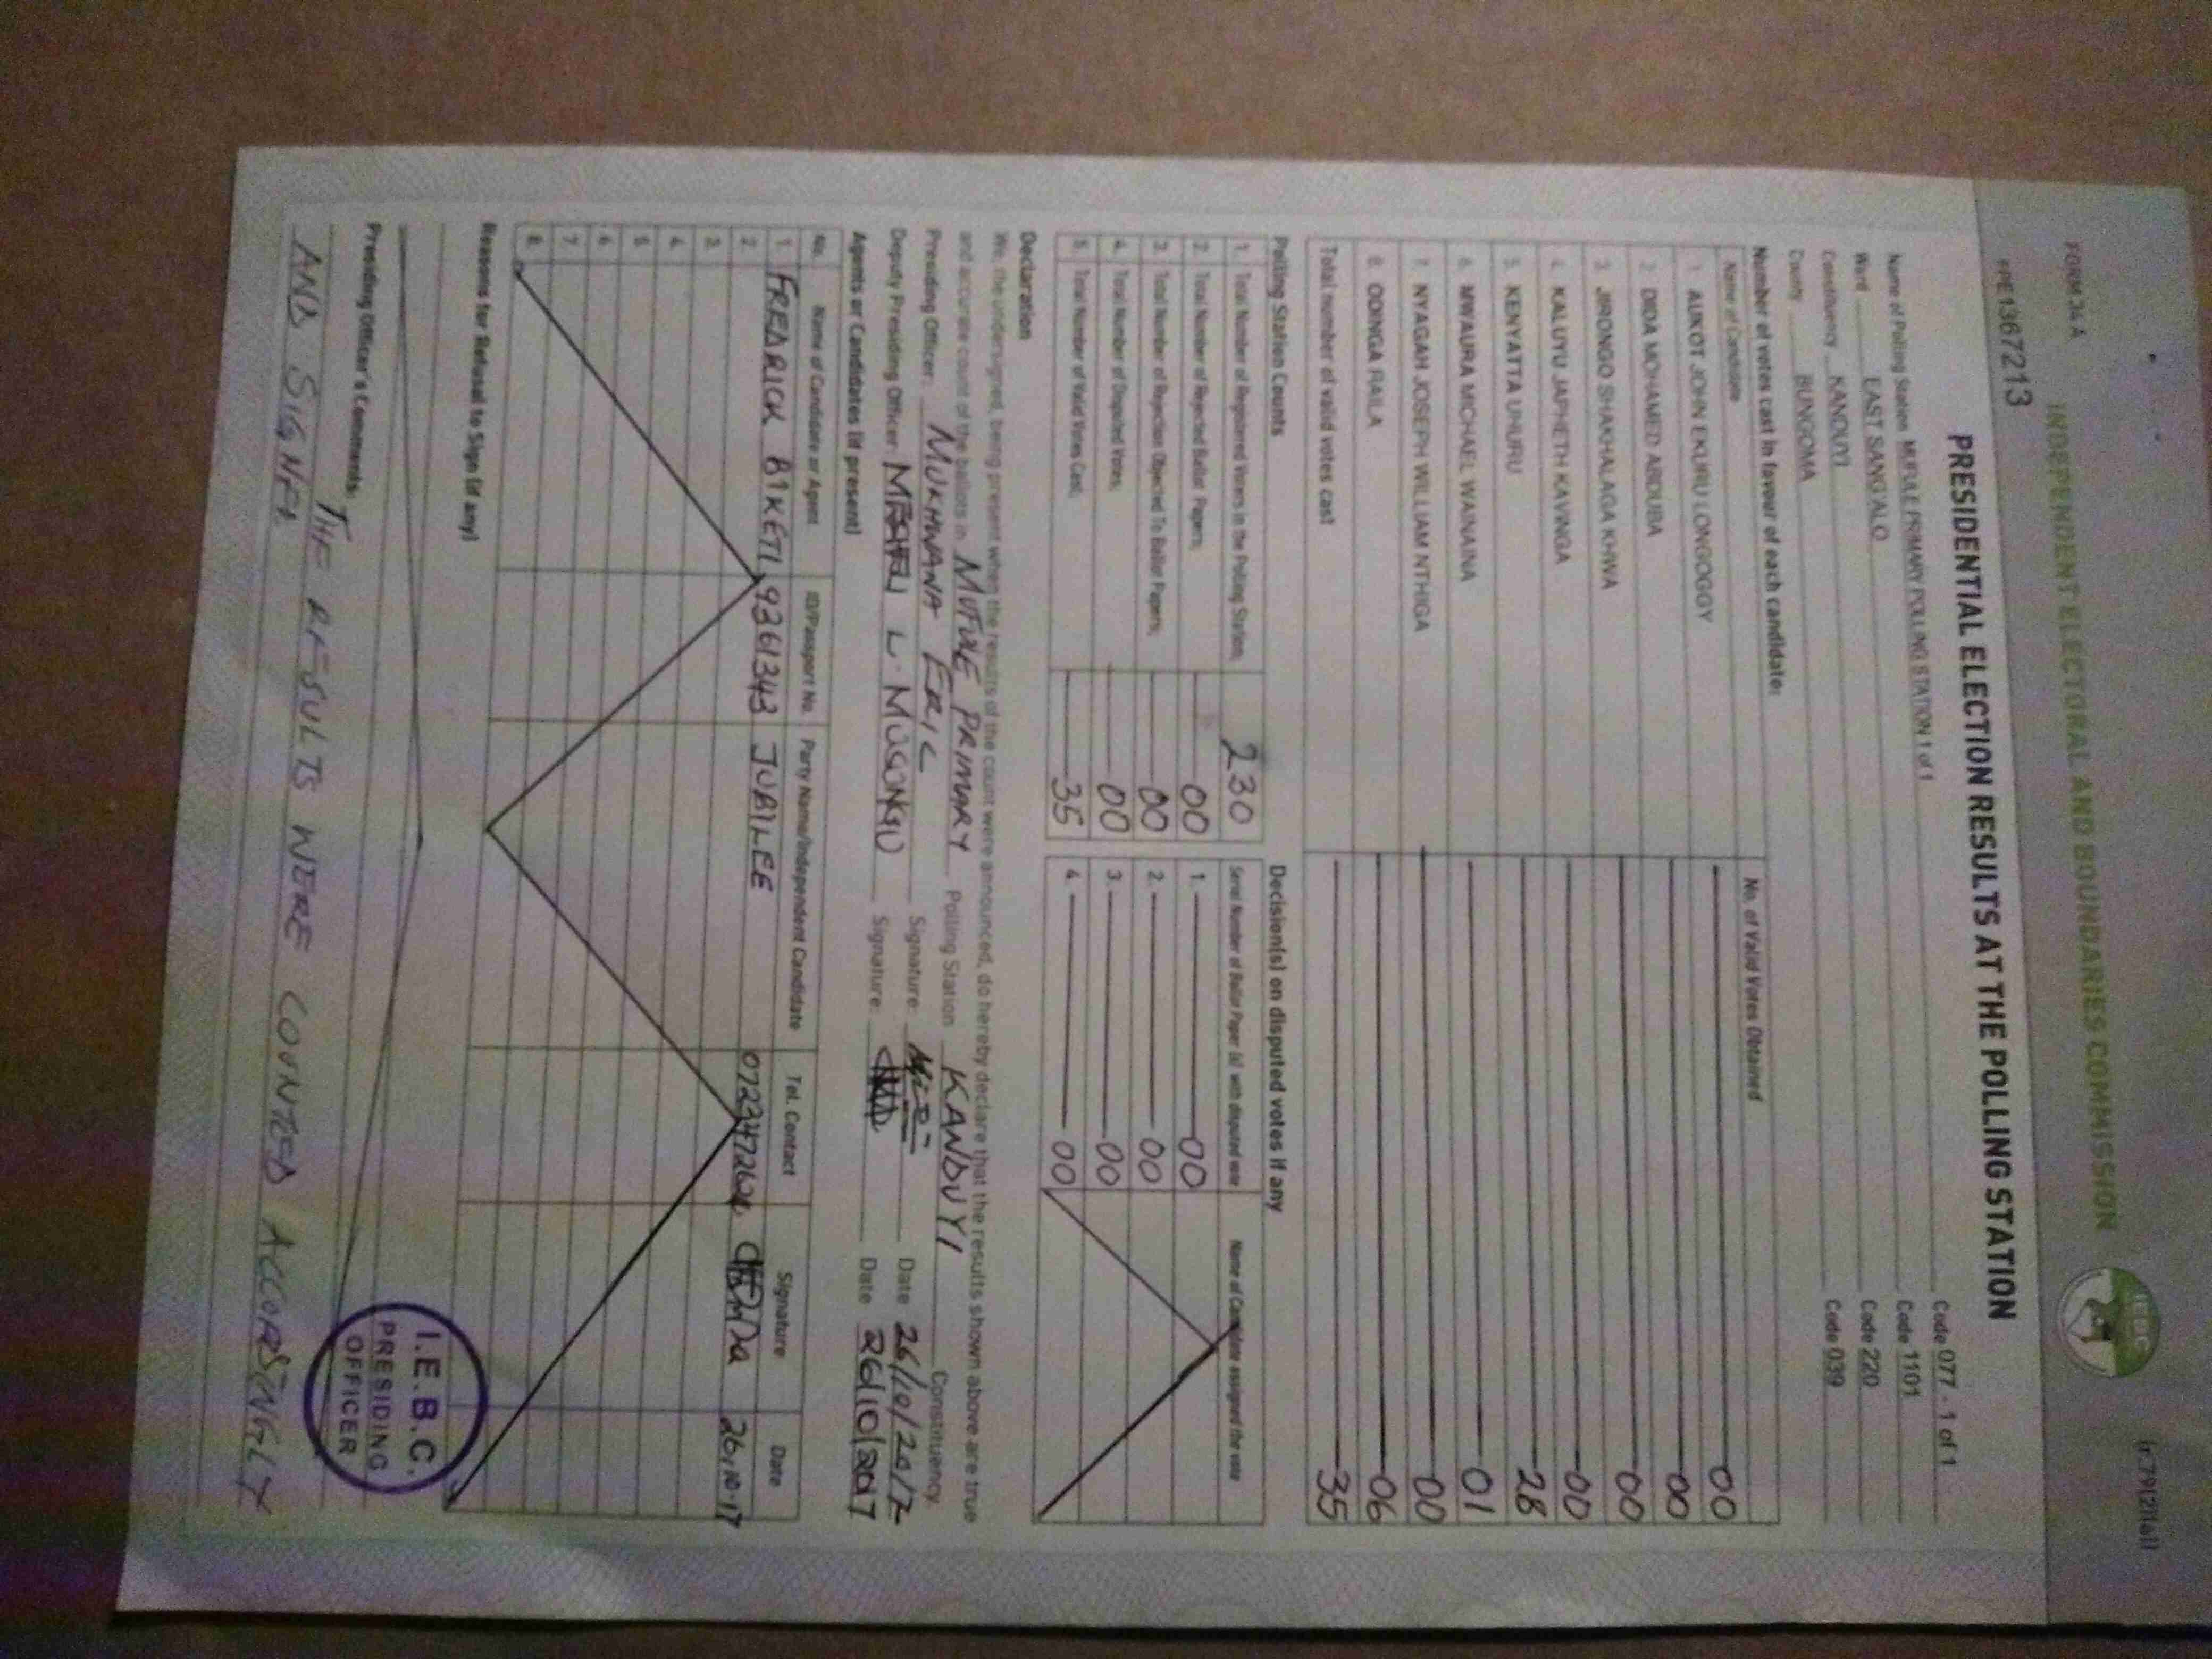 FORM 34 A
INDEPENDENT ELECTORAL AND BOUNDARIES COMMISSION
IEBC
PRESIDENTIAL ELECTION RESULTS AT THE POLLING STATION
Name of Polling Station MUFULE PRIMARY POLLING STATION 1 of 1 Code 077 - 1 of 1
Ward EAST SANG'ALO Code 1101
Constituency KANDUYI Code 220
County BUNGOMA Code 039
Number of votes cast in favour of each candidate:
Name of Candidate No. of Valid Votes Obtained
1. AUKOT JOHN EKURU LONGOGGY 00
2. DIDA MOHAMED ABDUBA 00
3. JIRONGO SHAKHALAGA KHWA 00
4. KALUYU JAPHETH KAVINGA 00
5. KENYATTA UHURU 28
6. MWAURA MICHAEL WAINAINA 01
7. NYAGAH JOSEPH WILLIAM NTHIGA 00
8. ODINGA RAILA 06
Total number of valid votes cast 35
Polling Station Counts
1. Total Number of Registered Voters in the Polling Station; 230
2. Total Number of Rejected Ballot Papers; 00
3. Total Number of Rejection Objected To Ballot Papers; 00
4. Total Number of Disputed Votes; 00
5. Total Number of Valid Votes Cast; 35
Decision(s) on disputed votes if any
Serial Number of Ballot Paper (s) with disputed vote Name of Candidate assigned the vote
1. 00
2. 00
3. 00
4. 00
Declaration
We, the undersigned, being present when the results of the count were announced, do hereby declare that the results shown above are true
and accurate count of the ballots in MUFULE PRIMARY Polling Station KANDUYI Constituency
Presiding Officer: MUKHWANA ERIC Signature: Date 26/10/2017
Deputy Presiding Officer L. Signature: Date 26/10/2017
Agents or Candidates (if present)
No. Name of Candidate or Agent ID/Passport No. Party Name/Independent Candidate Tel. Contact Signature Date
1. FREDRICK BIKETI 9361343 JUBILEE 26.10.17
2.
3.
4.
5.
6.
7.
8.
Reasons for Refusal to Sign (if any)
Presiding Officer's Comments: THE RESULTS WERE COUNTED ACCORDINGLY
AND SIGNED.
I.E.B.C.
PRESIDING
OFFICER